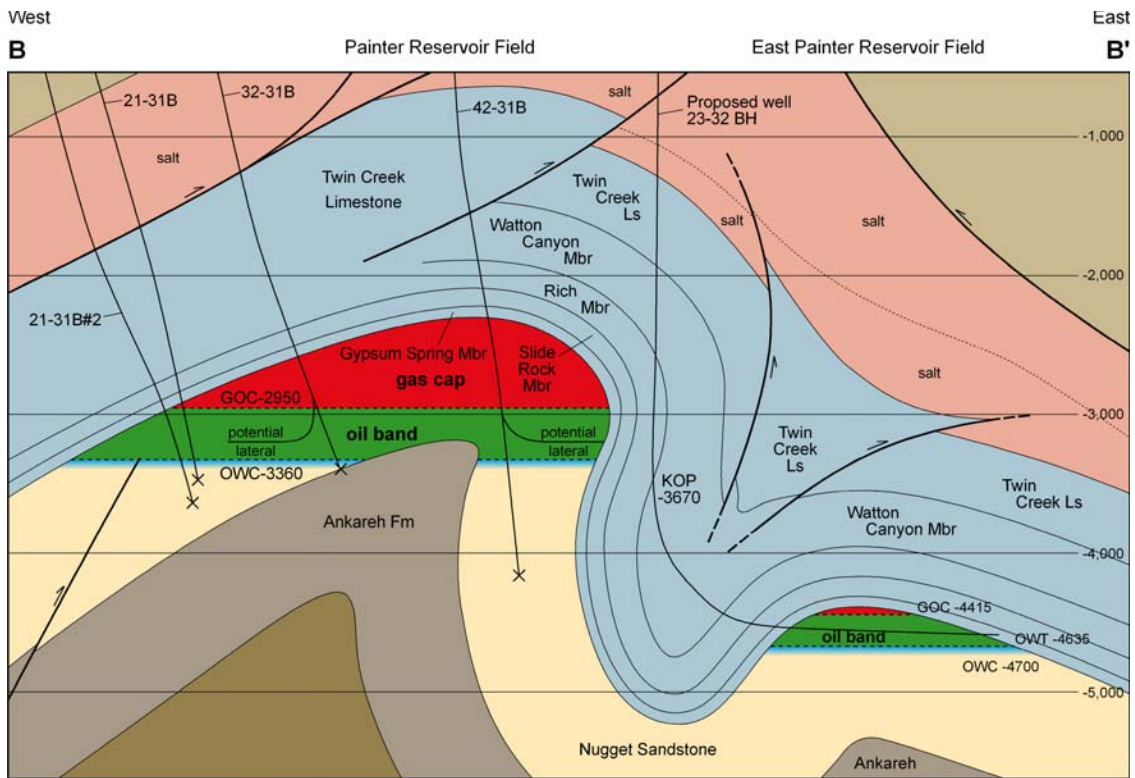 West
East
B
Painter Reservoir Field
East Painter Reservoir Field
B'
21-31B
32-31B
42-31B
salt
Proposed well
23-32 BH
-1,000
salt
Twin Creek
Limestone
Twin
Creek
Ls
salt
salt
Watton
Canyon
Mbr
-2,000
Rich
Mbr
21-31B#2
Gypsum Spring Mbr
Slide
Rock
Mbr
gas cap
salt
GOC-2950
-3,000
potential
lateral
oil band
potential
lateral
OWC-3360
Twin
Creek
Ls
KOP
-3670
Twin
Creek Ls
Ankareh Fm
Watton
Canyon Mbr
-4,000
GOC -4415
oil band
OWT -4635
OWC -4700
-5,000
Nugget Sandstone
Ankareh